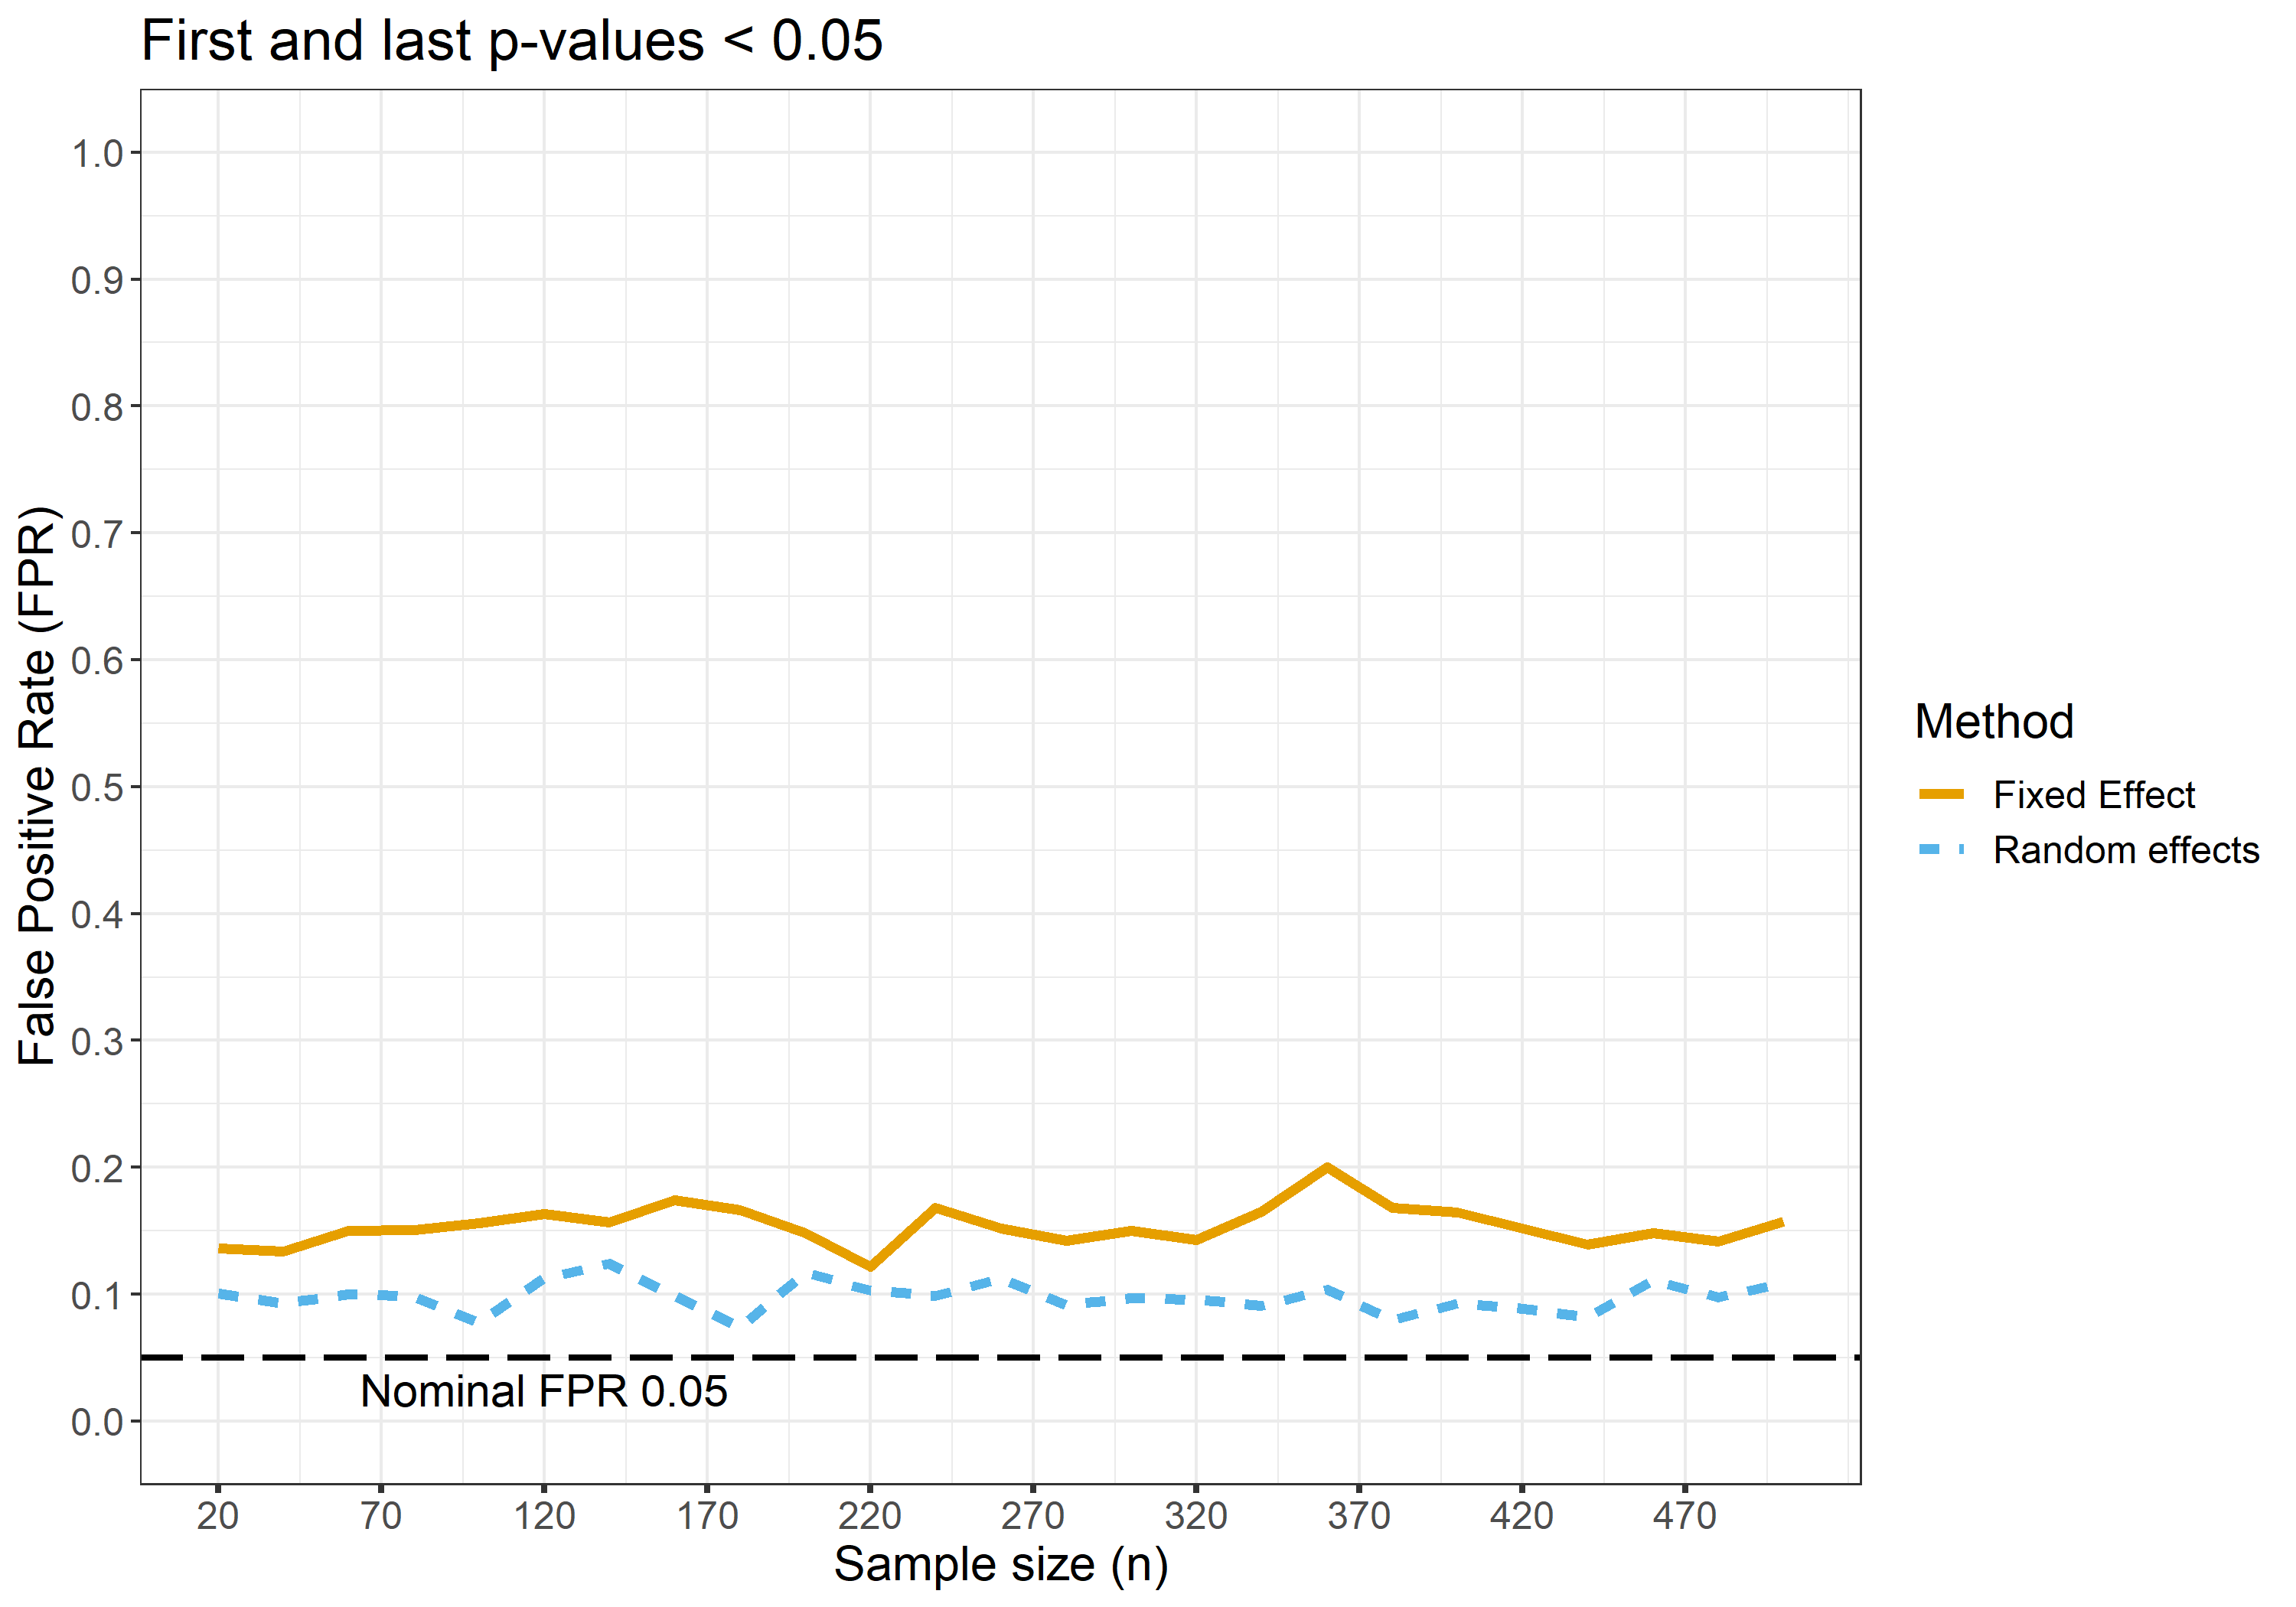 First and last p-values < 0.05
False Positive Rate (FPR)
1.0
0.9
0.8
0.7
0.6
0.5
0.4
0.3
0.2
0.1
0.0
Nominal FPR 0.05
20 70 120 170 220 270 320 370 420 470
Sample size (n)
Method
Fixed Effect
Random effects